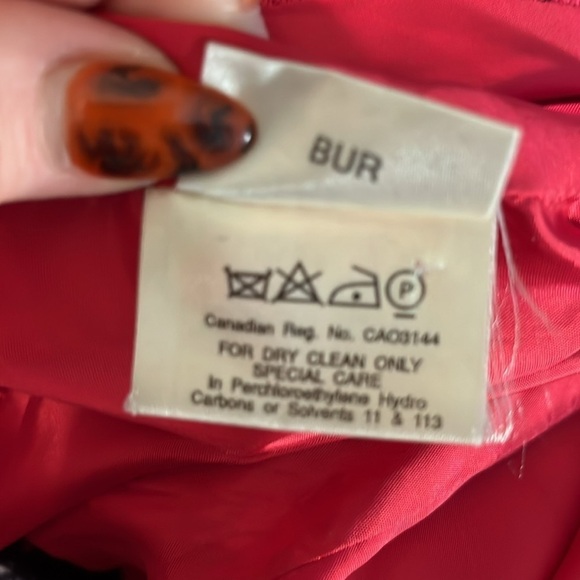 BUR
P
Canadian Reg. No. CA03144
FOR DRY CLEAN ONLY
SPECIAL CARE
In Perchloroethylene Hydro
Carbons or Solvents 11 & 113